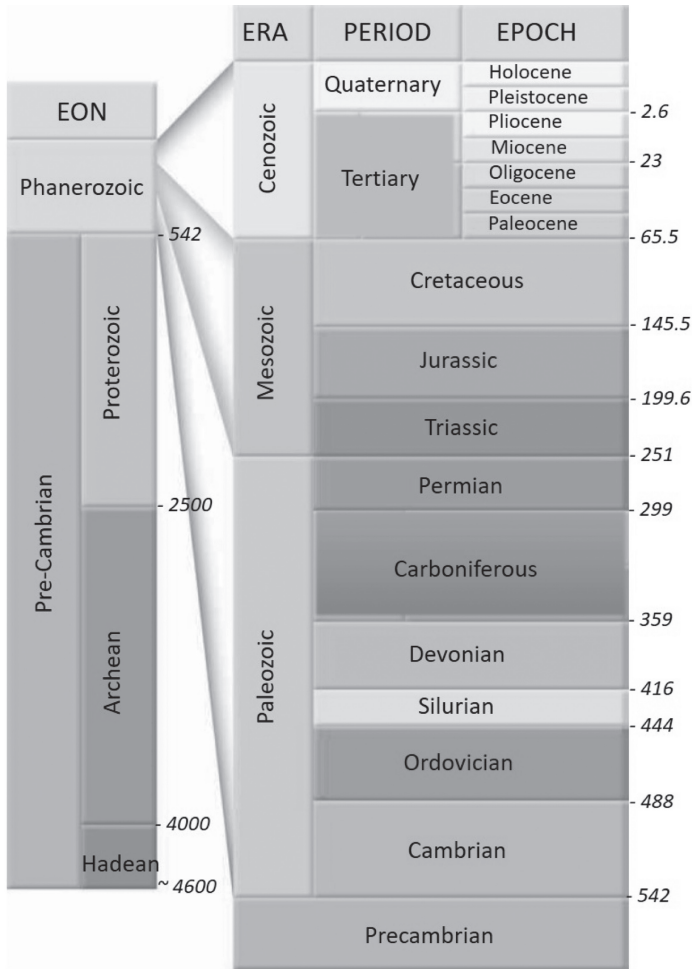 ERA PERIOD EPOCH
EON
Phanerozoic
- 542
Pre-Cambrian
Proterozoic
- 2500
Archean
- 4000
Hadean
~ 4600
Cenozoic
Quaternary
Holocene
Pleistocene
- 2.6
Tertiary
Pliocene
Miocene
- 23
Oligocene
Eocene
Paleocene
- 65.5
Mesozoic
Cretaceous
- 145.5
Jurassic
- 199.6
Triassic
- 251
Paleozoic
Permian
- 299
Carboniferous
- 359
Devonian
- 416
Silurian
- 444
Ordovician
- 488
Cambrian
- 542
Precambrian